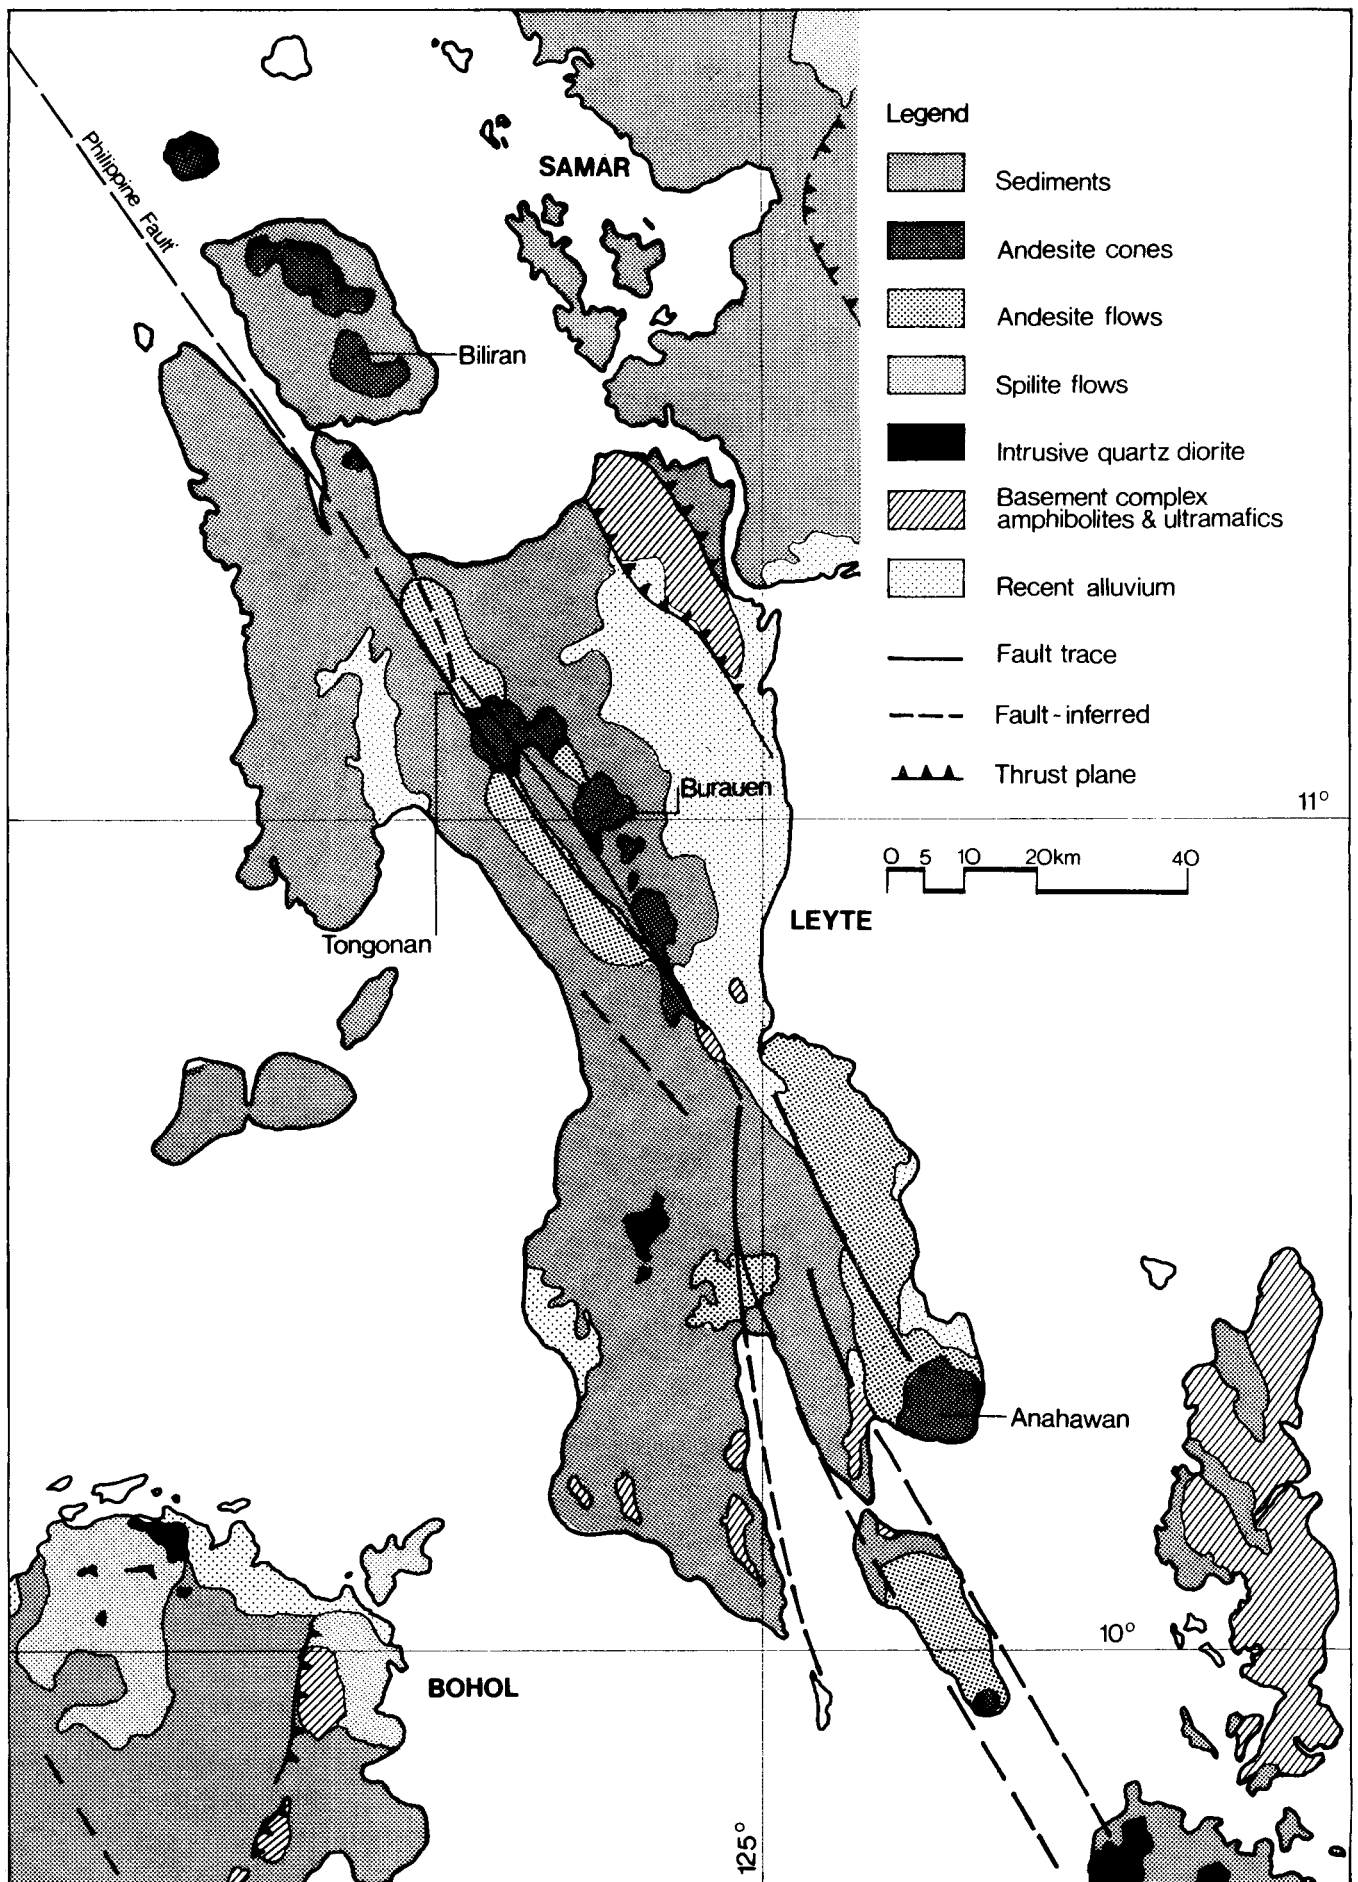 Philippine Fault
SAMAR
Biliran
Burauen
Tongonan
LEYTE
Anahawan
BOHOL
Legend
Sediments
Andesite cones
Andesite flows
Spilite flows
Intrusive quartz diorite
Basement complex
amphibolites & ultramafics
Recent alluvium
Fault trace
Fault-inferred
Thrust plane
11°
0 5 10 20km 40
10°
125°